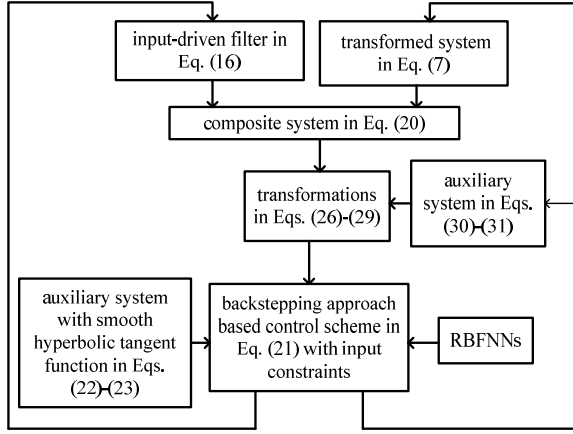 input-driven filter in
Eq. (16)
transformed system
in Eq. (7)
composite system in Eq. (20)
transformations
in Eqs. (26)-(29)
auxiliary
system in Eqs.
(30)-(31)
auxiliary system
with smooth
hyperbolic tangent
function in Eqs.
(22)-(23)
backstepping approach
based control scheme in
Eq. (21) with input
constraints
RBFNNs